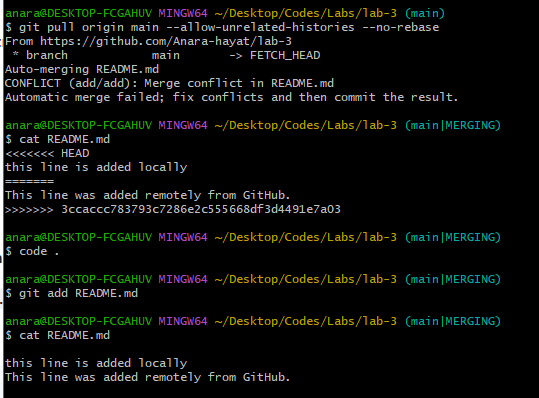 anara@DESKTOP-FCGAHUV MINGW64 ~/Desktop/Codes/Labs/lab-3 (main)
$ git pull origin main --allow-unrelated-histories --no-rebase
From https://github.com/Anara-hayat/lab-3
 * branch            main       -> FETCH_HEAD
Auto-merging README.md
CONFLICT (add/add): Merge conflict in README.md
Automatic merge failed; fix conflicts and then commit the result.
anara@DESKTOP-FCGAHUV MINGW64 ~/Desktop/Codes/Labs/lab-3 (main|MERGING)
$ cat README.md
<<<<<<< HEAD
this line is added locally
=======
This line was added remotely from GitHub.
>>>>>>> 3ccaccc783793c7286e2c555668df3d4491e7a03
anara@DESKTOP-FCGAHUV MINGW64 ~/Desktop/Codes/Labs/lab-3 (main|MERGING)
$ code .
anara@DESKTOP-FCGAHUV MINGW64 ~/Desktop/Codes/Labs/lab-3 (main|MERGING)
$ git add README.md
anara@DESKTOP-FCGAHUV MINGW64 ~/Desktop/Codes/Labs/lab-3 (main|MERGING)
$ cat README.md
this line is added locally
This line was added remotely from GitHub.